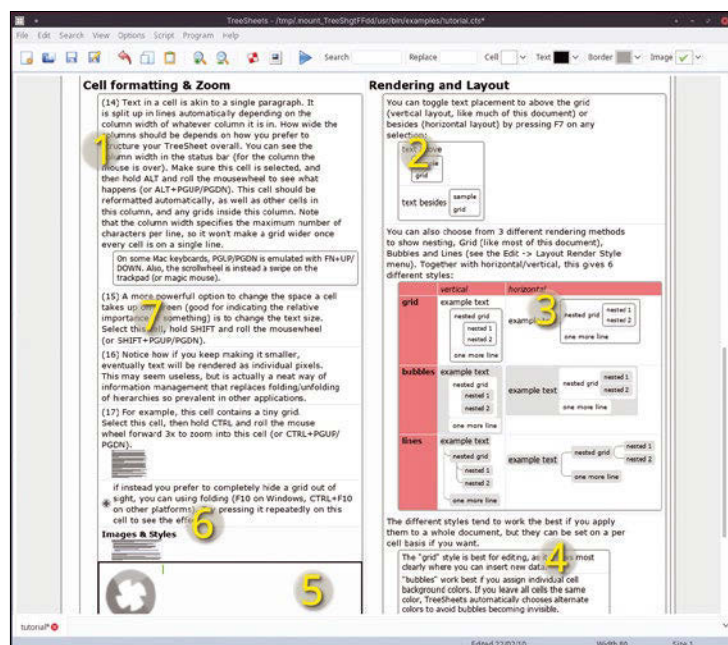 TreeSheets - /tmp/.mount_TreeShgtFFdd/usr/bin/examples/tutorial.cts*
File Edit Search View Options Script Program Help
Search Replace Cell Text Border Image
Cell formatting & Zoom
(14) Text in a cell is akin to a single paragraph. It
is split up in lines automatically depending on the
column width of whatever column it is in. How wide the
columns should be depends on how you prefer to
structure your TreeSheet overall. You can see the
column width in the status bar (for the column the
mouse is over). Make sure this cell is selected, and
then hold ALT and roll the mousewheel to see what
happens (or ALT+PGUP/PGDN). This cell should be
reformatted automatically, as well as other cells in
this column, and any grids inside this column. Note
that the column width specifies the maximum number of
characters per line, so it won't make a grid wider once
every cell is on a single line.
1
On some Mac keyboards, PGUP/PGDN is emulated with FN+UP/
DOWN. Also, the scrollwheel is instead a swipe on the
trackpad (or magic mouse).
(15) A more powerfull option to change the space a cell
takes up on screen (good for indicating the relative
importance of something) is to change the text size.
Select this cell, hold SHIFT and roll the mousewheel
(or SHIFT+PGUP/PGDN).
7
(16) Notice how if you keep making it smaller,
eventually text will be rendered as individual pixels.
This may seem useless, but is actually a neat way of
information management that replaces folding/unfolding
of hierarchies so prevalent in other applications.
(17) For example, this cell contains a tiny grid.
Select this cell, then hold CTRL and roll the mouse
wheel forward 3x to zoom into this cell (or CTRL+PGUP/
PGDN).
if instead you prefer to completely hide a grid out of
sight, you can using folding (F10 on Windows, CTRL+F10
on other platforms). pressing it repeatedly on this
cell to see the effect
6
Images & Styles
5
Rendering and Layout
You can toggle text placement to above the grid
(vertical layout, like much of this document) or
besides (horizontal layout) by pressing F7 on any
selection:
text above
2
grid
text besides
sample
grid
You can also choose from 3 different rendering methods
to show nesting, Grid (like most of this document),
Bubbles and Lines (see the Edit -> Layout Render Style
menu). Together with horizontal/vertical, this gives 6
different styles:
vertical horizontal
grid
example text
nested grid
nested 1
nested 2
one more line
example
3
nested grid
nested 1
nested 2
one more line
bubbles
example text
nested grid
nested 1
nested 2
one more line
example text
nested grid
nested 1
nested 2
one more line
lines
example text
nested grid
nested 1
nested 2
one more line
example text
nested grid
nested 1
nested 2
one more line
The different styles tend to work the best if you apply
them to a whole document, but they can be set on a per
cell basis if you want.
The "grid" style is best for editing, as it shows most
clearly where you can insert new data.
4
"bubbles" work best if you assign individual cell
background colors. If you leave all cells the same
color, TreeSheets automatically chooses alternate
colors to avoid bubbles becoming invisible.
tutorial*
Edited 22/02/10 Width 80 Size 1